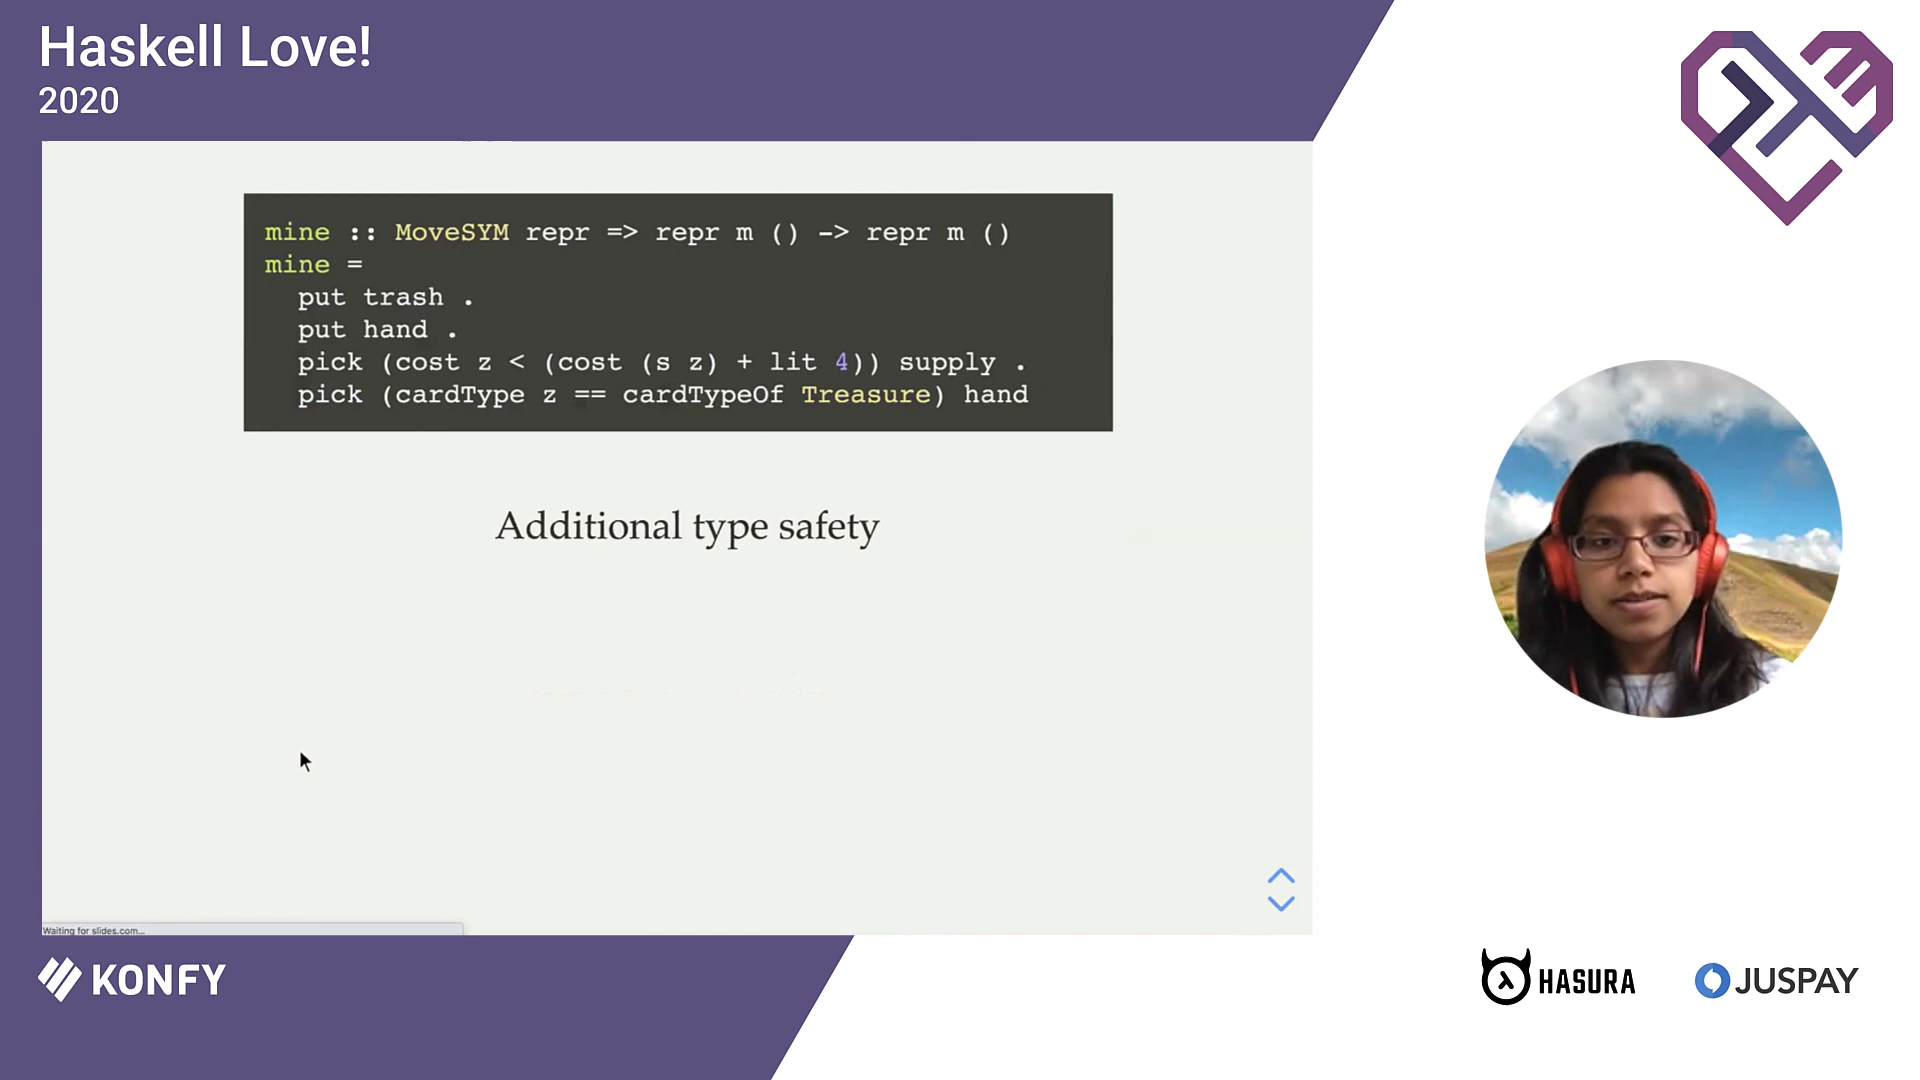 Haskell Love!
2020
mine :: MoveSYM repr => repr m () -> repr m ()
mine =
put trash .
put hand .
pick (cost z < (cost (s z) + lit 4)) supply .
pick (cardType z == cardTypeOf Treasure) hand
Additional type safety
Waiting for slides.com...
KONFY
HASURA
JUSPAY